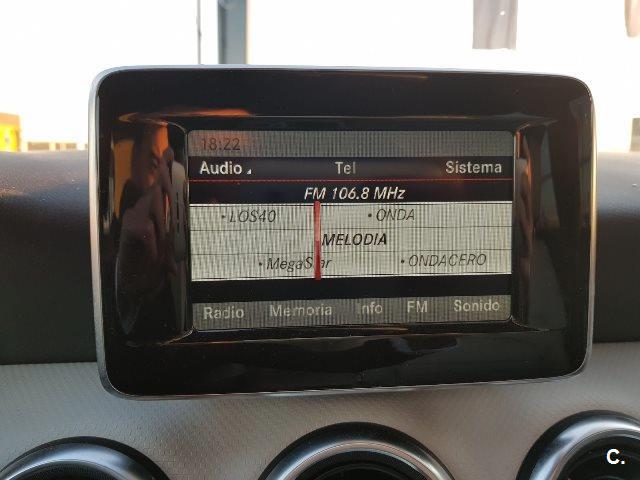 18:22
Audio Tel Sistema
FM 106.8 MHz
• LOS40 • ONDA
MELODIA
• MegaStar • ONDACERO
Radio Memoria Info FM Sonido
C.